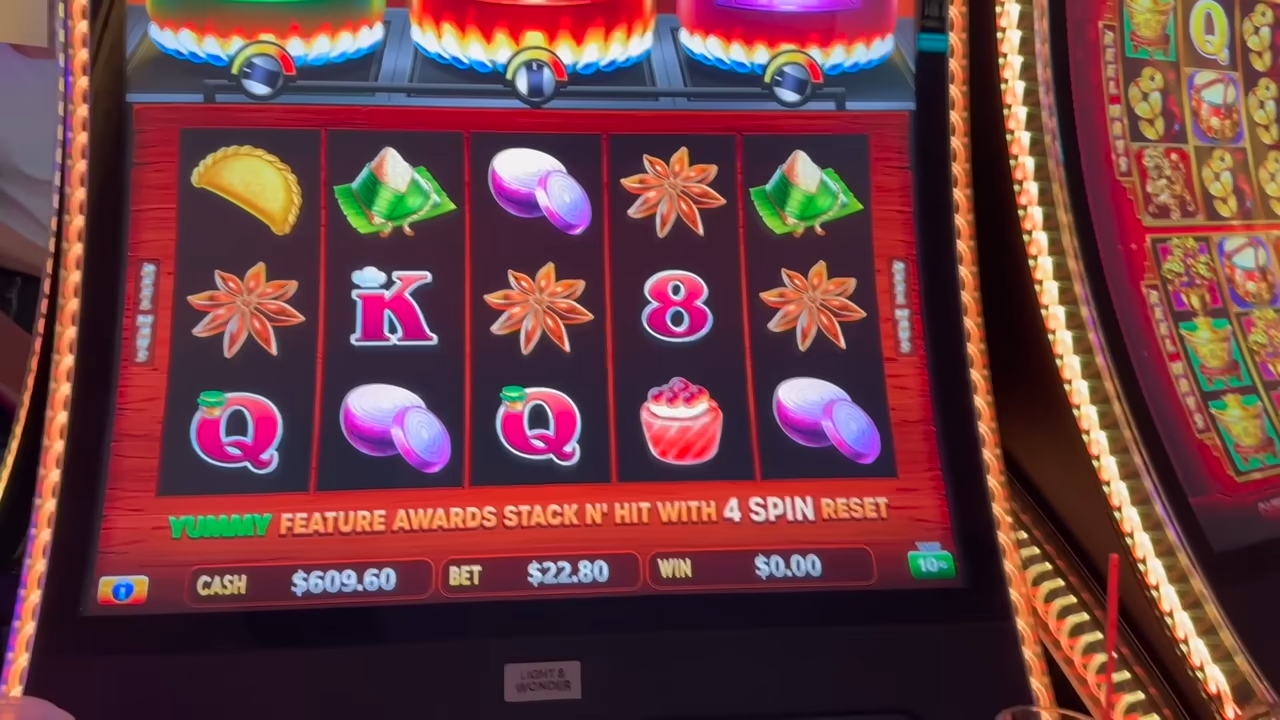 K
8
Q
Q
YUMMY FEATURE AWARDS STACK N' HIT WITH 4 SPIN RESET
CASH $609.60 BET $22.80 WIN $0.00
10¢
LIGHT & WONDER
Q